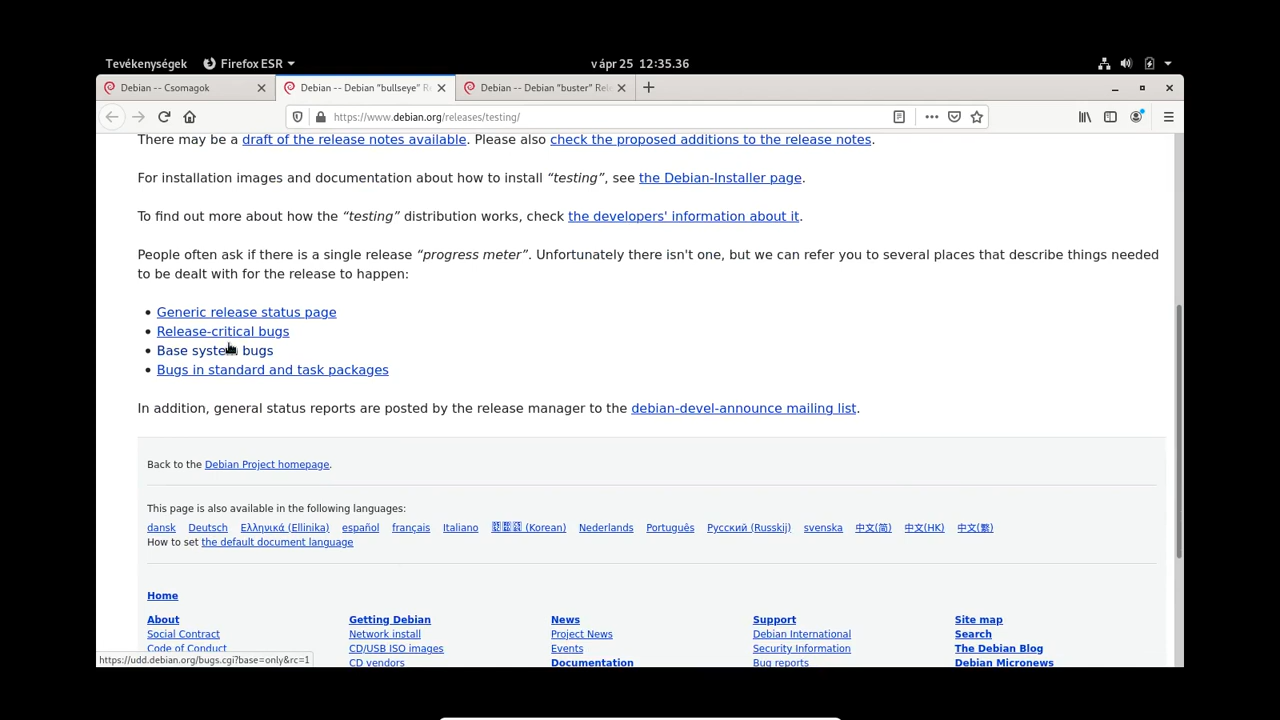 Tevékenységek Firefox ESR v ápr 25 12:35.36
Debian -- Csomagok Debian -- Debian “bullseye” Re Debian -- Debian “buster” Rele
https://www.debian.org/releases/testing/
There may be a draft of the release notes available. Please also check the proposed additions to the release notes.
For installation images and documentation about how to install “testing”, see the Debian-Installer page.
To find out more about how the “testing” distribution works, check the developers' information about it.
People often ask if there is a single release “progress meter”. Unfortunately there isn't one, but we can refer you to several places that describe things needed
to be dealt with for the release to happen:
• Generic release status page
• Release-critical bugs
• Base system bugs
• Bugs in standard and task packages
In addition, general status reports are posted by the release manager to the debian-devel-announce mailing list.
Back to the Debian Project homepage.
This page is also available in the following languages:
dansk Deutsch Ελληνικά (Ellinika) español français Italiano (Korean) Nederlands Português Русский (Russkij) svenska 中文(简) 中文(HK) 中文(繁)
How to set the default document language
Home
About Getting Debian News Support Site map
Social Contract Network install Project News Debian International Search
Code of Conduct CD/USB ISO images Events Security Information The Debian Blog
CD vendors Documentation Bug reports Debian Micronews
https://udd.debian.org/bugs.cgi?base=only&rc=1